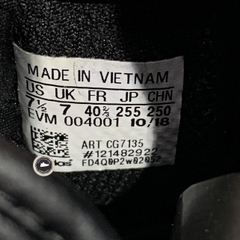 MADE IN VIETNAM
US UK FR JP CHN
7½ 7 40⅔ 255 250
EVM 004001 10/18
ART CG7135
#121482922
FD4Q0P2W02052